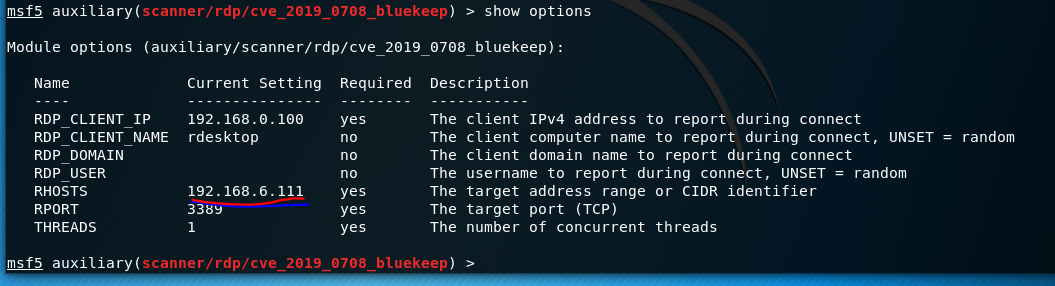 msf5 auxiliary(scanner/rdp/cve_2019_0708_bluekeep) > show options
Module options (auxiliary/scanner/rdp/cve_2019_0708_bluekeep):
Name Current Setting Required Description
---- --------------- -------- -----------
RDP_CLIENT_IP 192.168.0.100 yes The client IPv4 address to report during connect
RDP_CLIENT_NAME rdesktop no The client computer name to report during connect, UNSET = random
RDP_DOMAIN no The client domain name to report during connect
RDP_USER no The username to report during connect, UNSET = random
RHOSTS 192.168.6.111 yes The target address range or CIDR identifier
RPORT 3389 yes The target port (TCP)
THREADS 1 yes The number of concurrent threads
msf5 auxiliary(scanner/rdp/cve_2019_0708_bluekeep) >